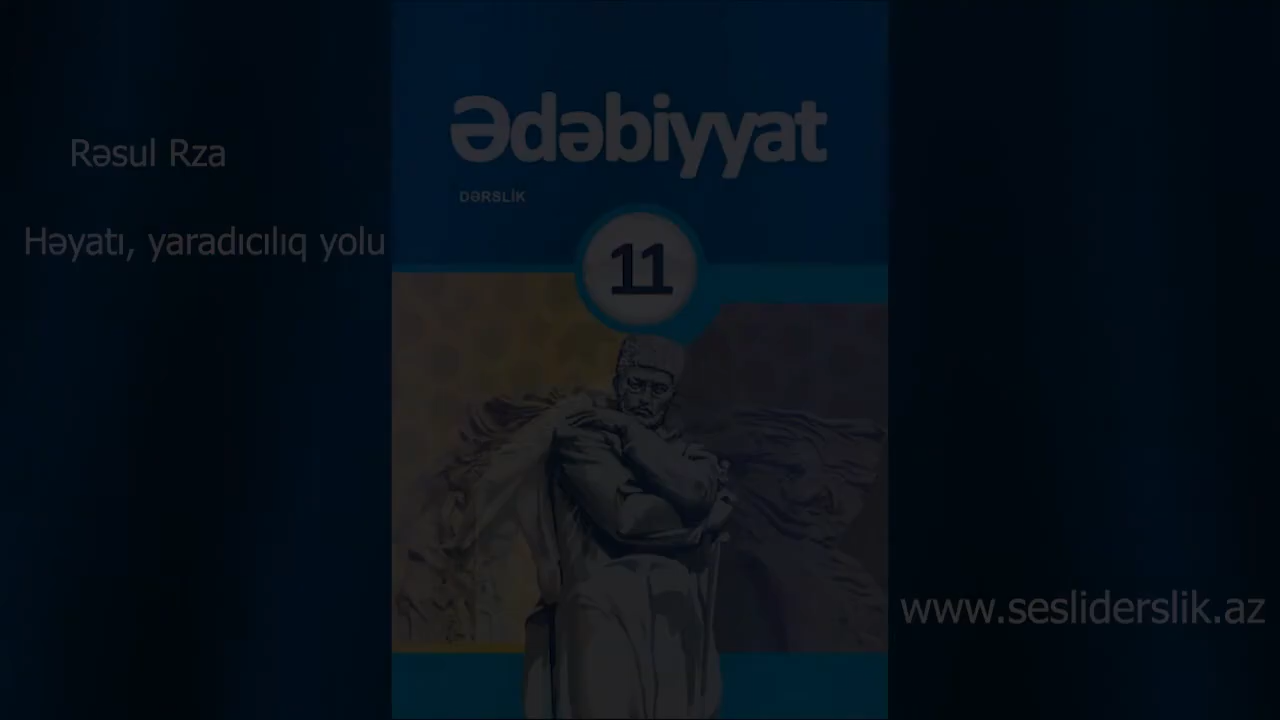 Rəsul Rza
Həyatı, yaradıcılıq yolu
Ədəbiyyat
DƏRSLİK
11
www.sesliderslik.az